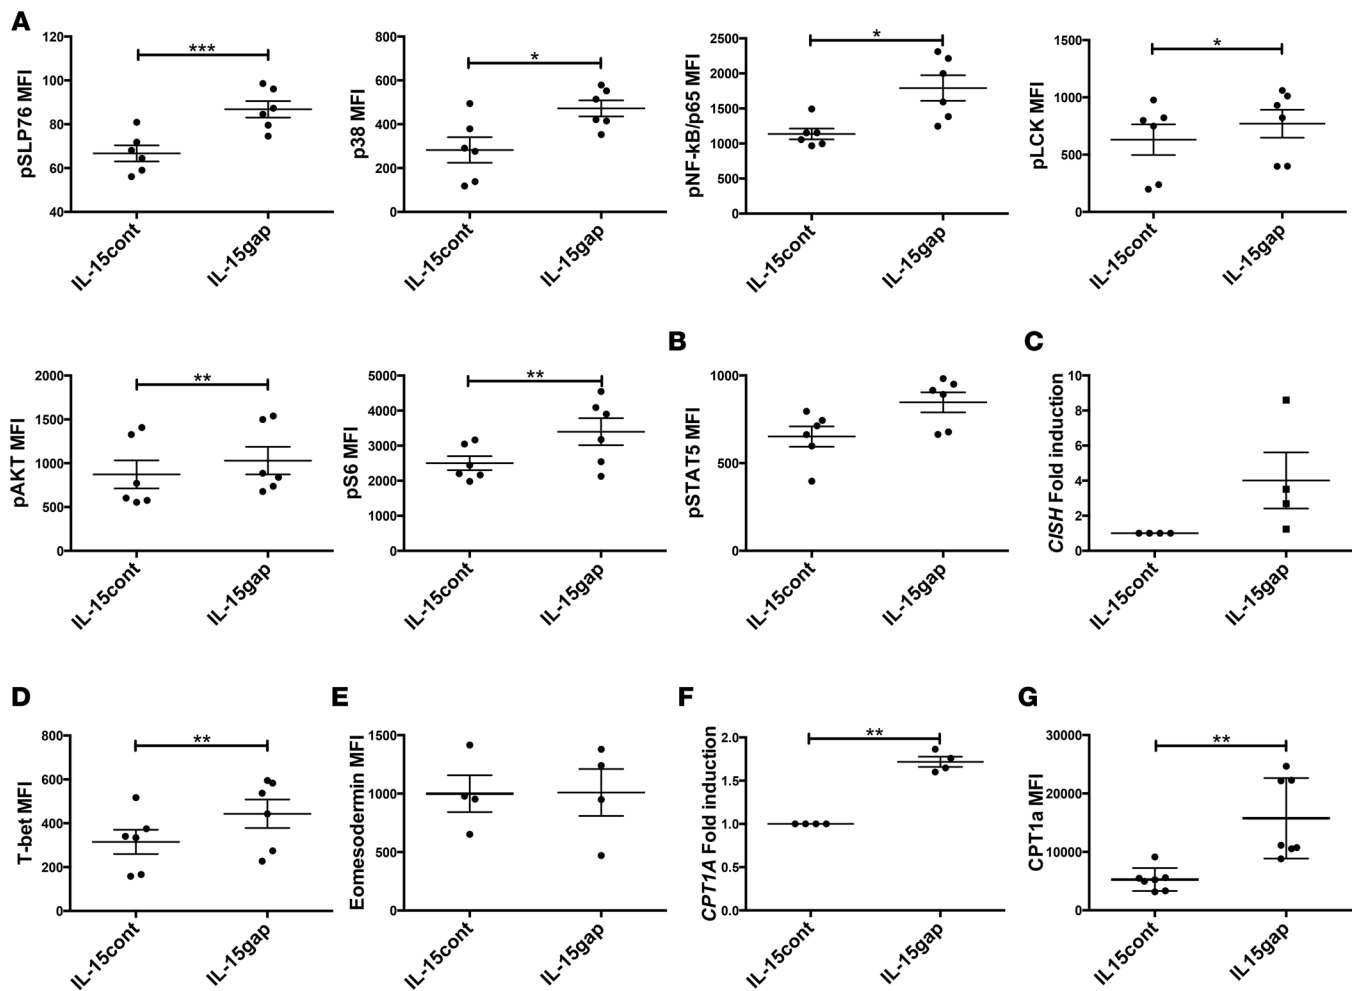 A
pSLP76 MFI
120
100
80
60
40
***
IL-15cont
IL-15gap
p38 MFI
800
600
400
200
0
*
IL-15cont
IL-15gap
pNF-kB/p65 MFI
2500
2000
1500
1000
500
0
*
IL-15cont
IL-15gap
pLCK MFI
1500
1000
500
0
*
IL-15cont
IL-15gap
pAKT MFI
2000
1500
1000
500
0
**
IL-15cont
IL-15gap
pS6 MFI
5000
4000
3000
2000
1000
0
**
IL-15cont
IL-15gap
B
pSTAT5 MFI
1000
500
0
IL-15cont
IL-15gap
C
CISH Fold induction
10
8
6
4
2
0
IL-15cont
IL-15gap
D
T-bet MFI
800
600
400
200
0
**
IL-15cont
IL-15gap
E
Eomesodermin MFI
1500
1000
500
0
IL-15cont
IL-15gap
F
CPT1A Fold induction
2.0
1.5
1.0
0.5
0.0
**
IL-15cont
IL-15gap
G
CPT1a MFI
30000
20000
10000
0
**
IL 15cont
IL15gap